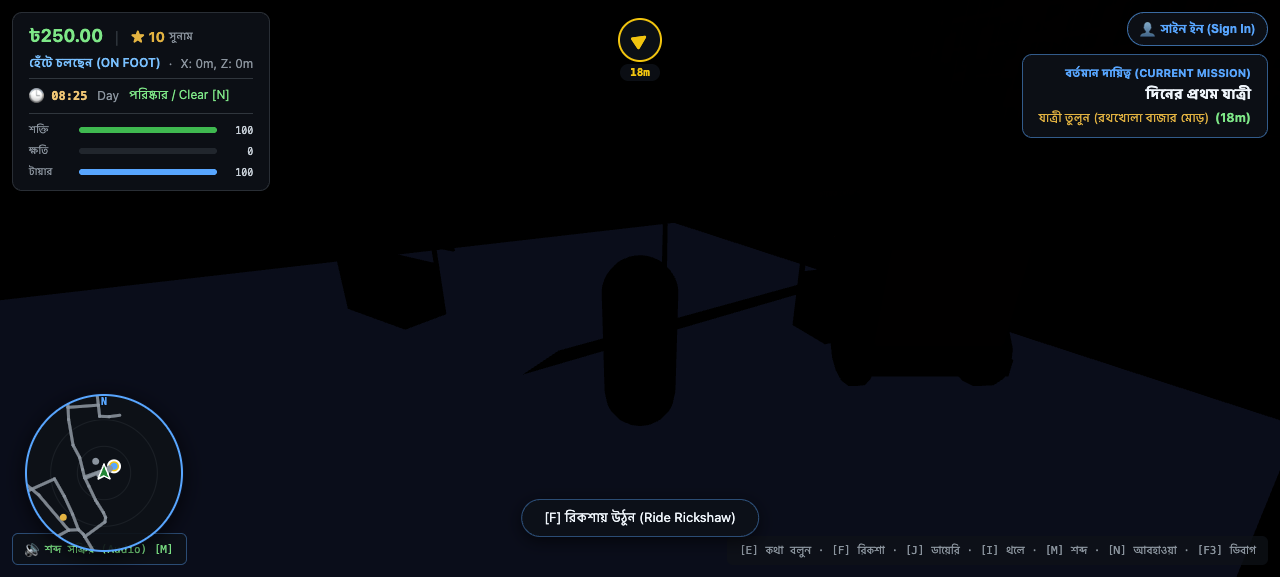 ৳250.00 | ⭐ 10 সুনাম
হেঁটে চলছেন (ON FOOT) · X: 0m, Z: 0m
🕒 08:25 Day পরিষ্কার / Clear [N]
শক্তি 100
ক্ষতি 0
টায়ার 100
18m
👤 সাইন ইন (Sign In)
বর্তমান দায়িত্ব (CURRENT MISSION)
দিনের প্রথম যাত্রী
যাত্রী তুলুন (রথখোলা বাজার মোড়) (18m)
N
[F] রিকশায় উঠুন (Ride Rickshaw)
🔊 শব্দ [M]
[E] কথা বলুন · [F] রিকশা · [J] ডায়েরি · [I] থলে · [M] শব্দ · [N] আবহাওয়া · [F3] ডিবাগ